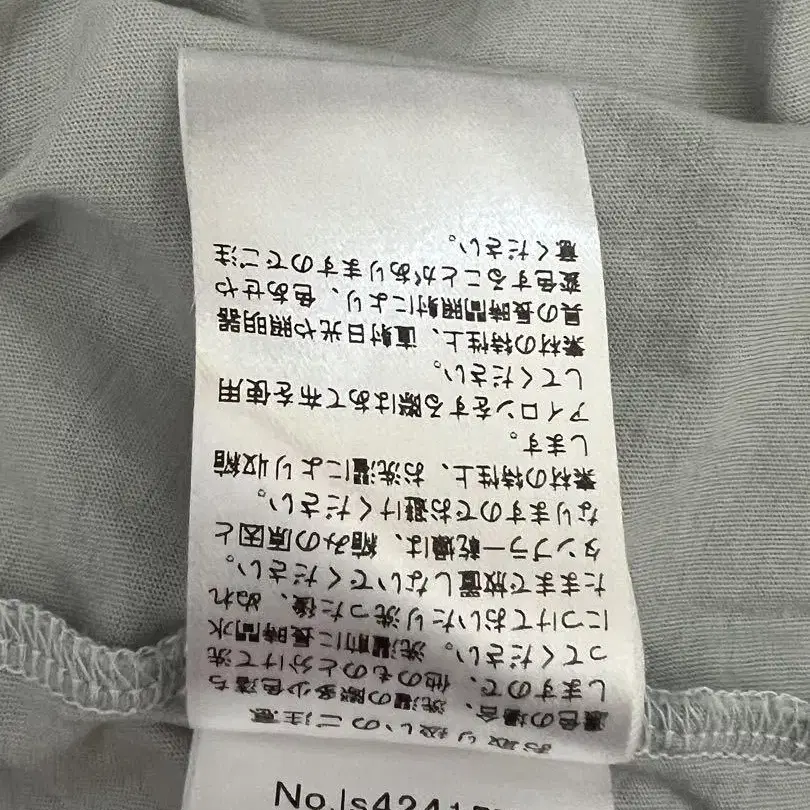 お取り扱いのご注意
濃色の場合、洗濯の際多少色落ち
しますので、他のものと分けて洗
ってください。洗濯前に長時間水
につけておいたり洗った後、ぬれ
たままで放置しないでください。
タンブラー乾燥は、縮みの原因と
なりますのでお避けください。
素材の特性上、お洗濯により収縮
します。
アイロンをする際はあて布を使用
してください。
素材の特性上、直射日光や照明器
具の長時間照射により、色あせや
変色することがありますのでご注
意ください。